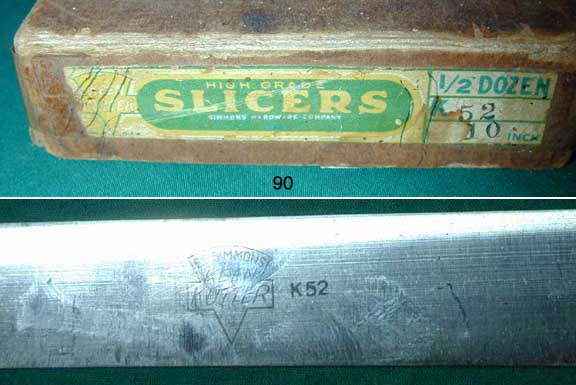 HIGH GRADE
SLICERS
SIMMONS HARDWARE COMPANY
1/2 DOZEN
K 52
10 INCH
90
SIMMONS
KEEN
KUTTER
K52